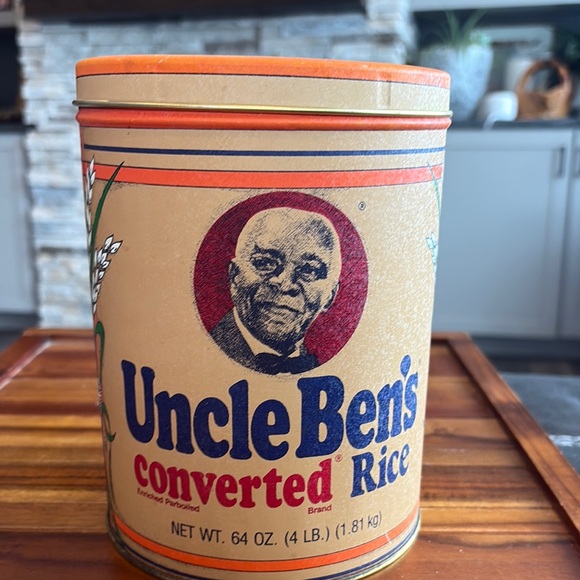 ®
Uncle Ben's
converted® Rice
Enriched Parboiled Brand
NET WT. 64 OZ. (4 LB.) (1.81 kg)